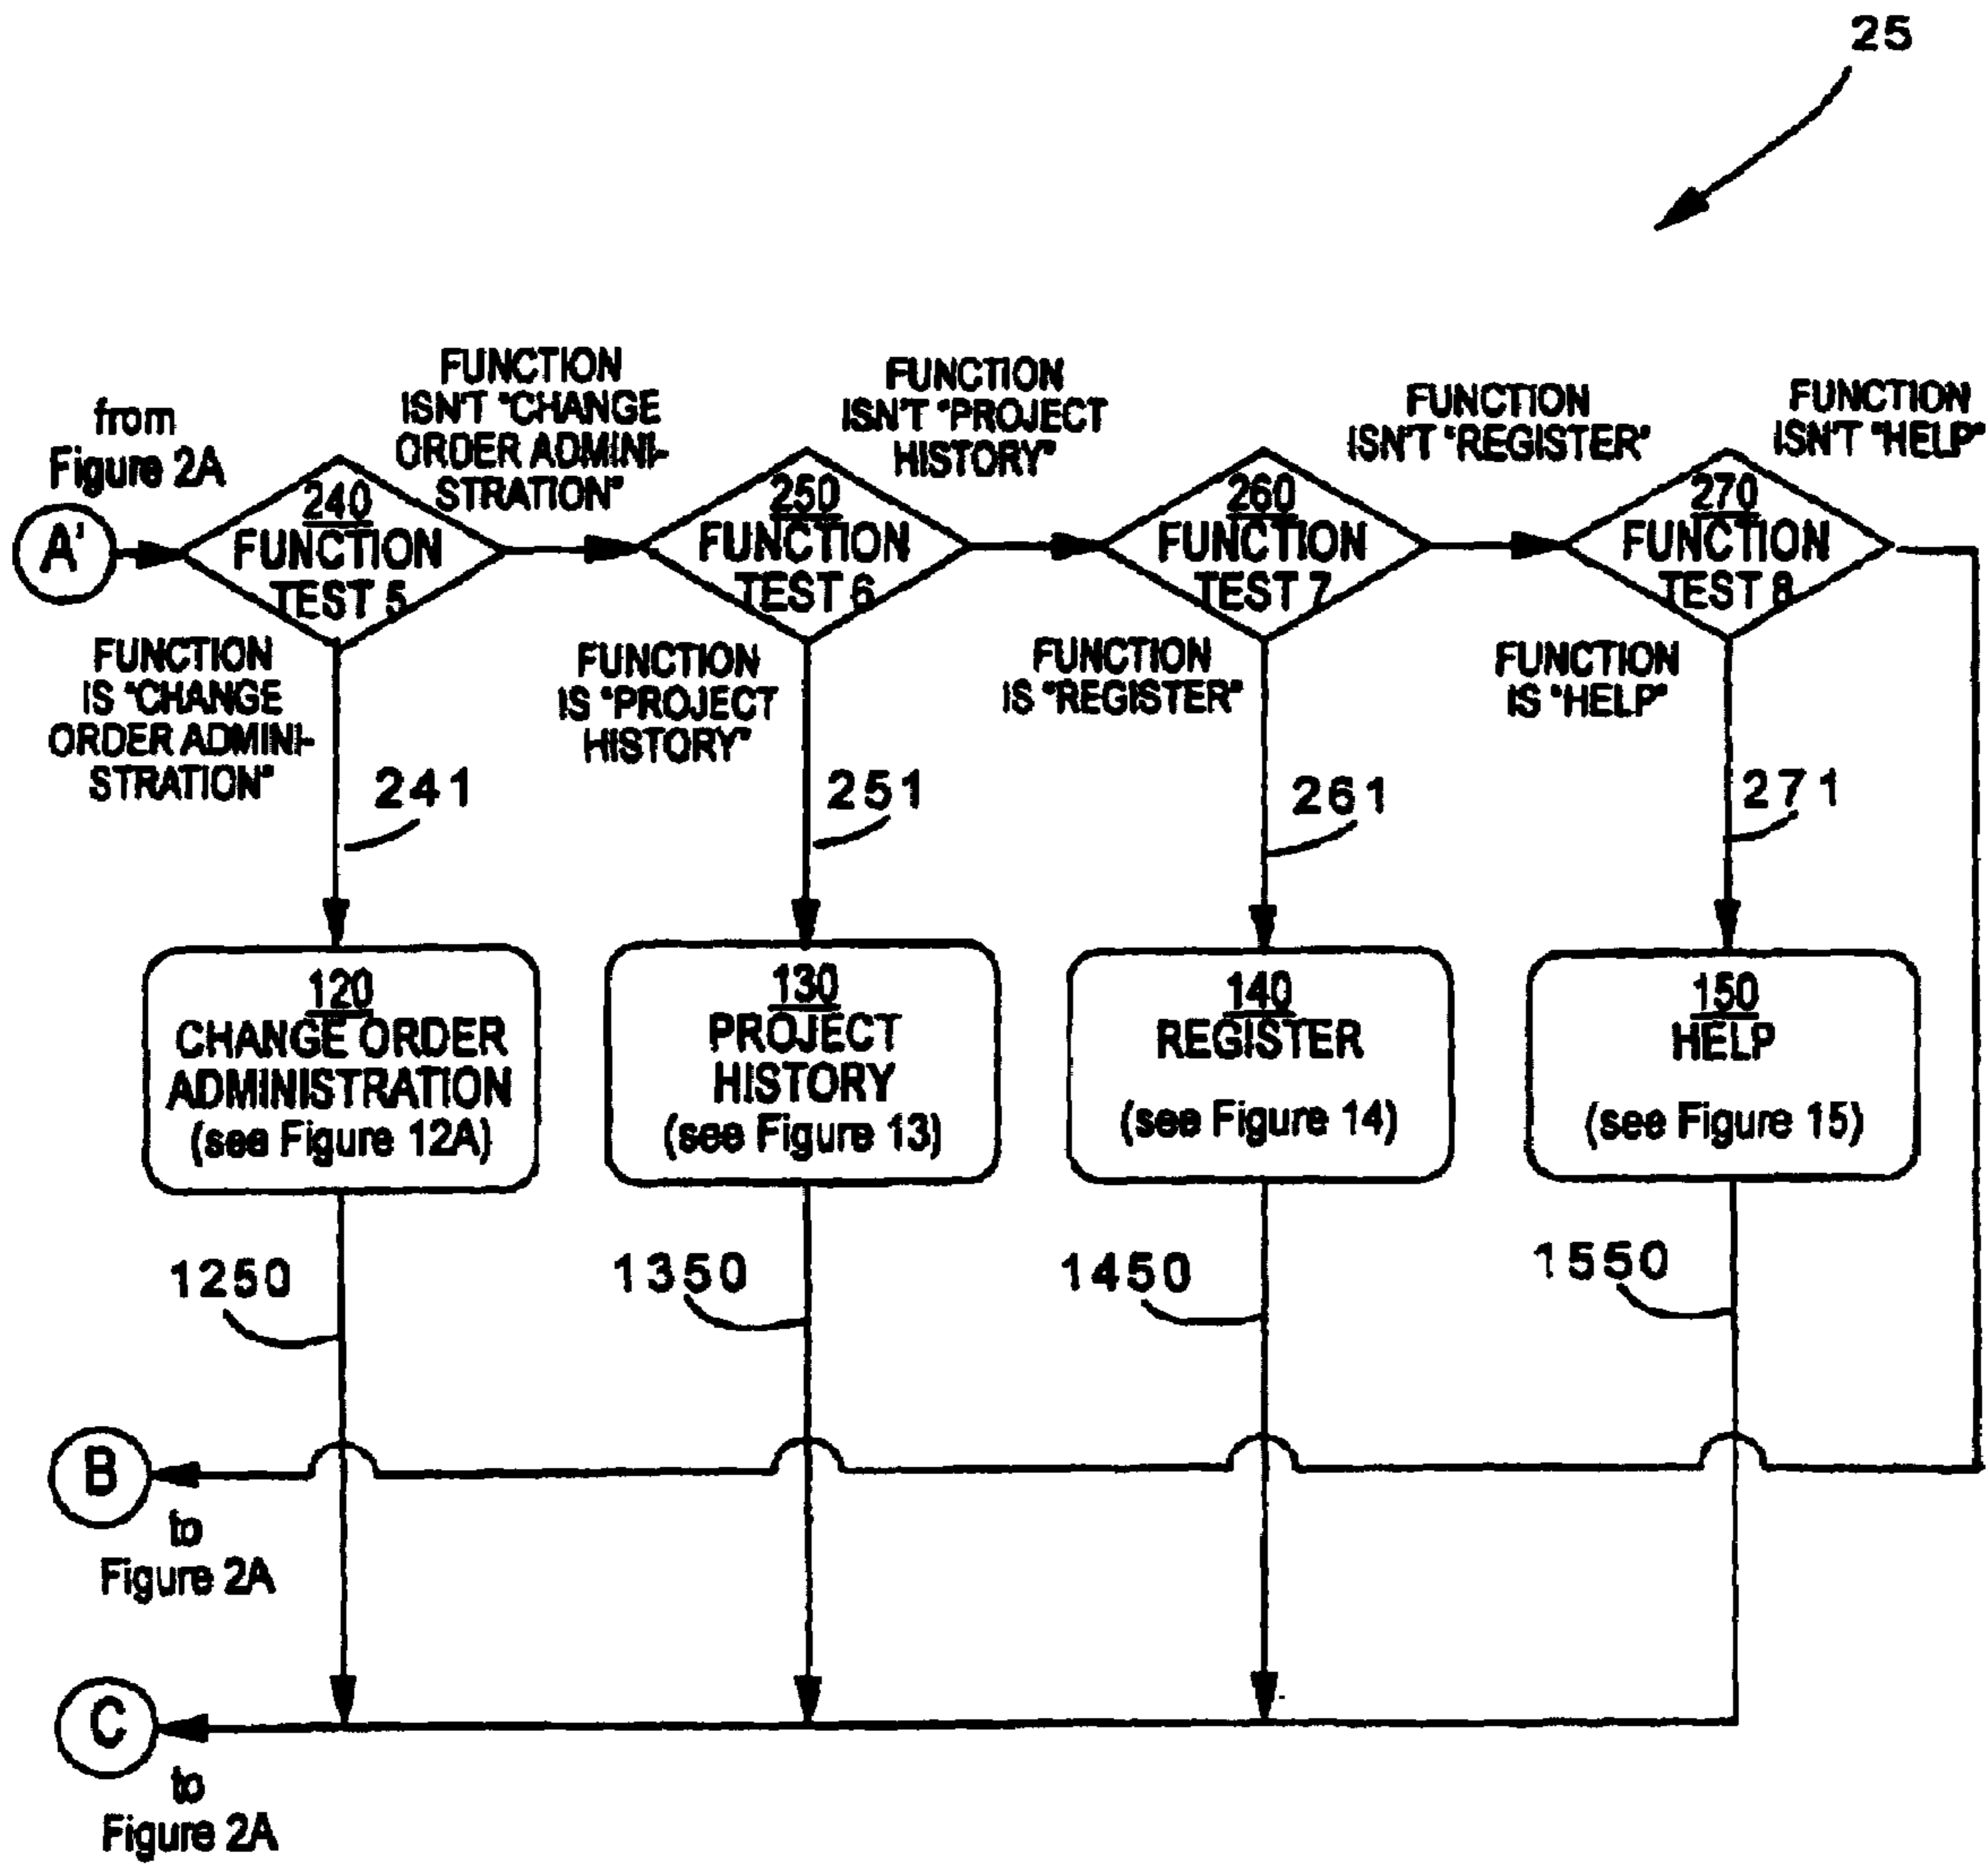 25
from
Figure 2A
A'
FUNCTION
ISN'T "CHANGE
ORDER ADMINI-
STRATION"
FUNCTION
ISN'T "PROJECT
HISTORY"
FUNCTION
ISN'T "REGISTER"
FUNCTION
ISN'T "HELP"
240
FUNCTION
TEST 5
250
FUNCTION
TEST 6
260
FUNCTION
TEST 7
270
FUNCTION
TEST 8
FUNCTION
IS "CHANGE
ORDER ADMINI-
STRATION"
FUNCTION
IS "PROJECT
HISTORY"
FUNCTION
IS "REGISTER"
FUNCTION
IS "HELP"
241
251
261
271
120
CHANGE ORDER
ADMINISTRATION
(see Figure 12A)
130
PROJECT
HISTORY
(see Figure 13)
140
REGISTER
(see Figure 14)
150
HELP
(see Figure 15)
1250
1350
1450
1550
B
to
Figure 2A
C
to
Figure 2A